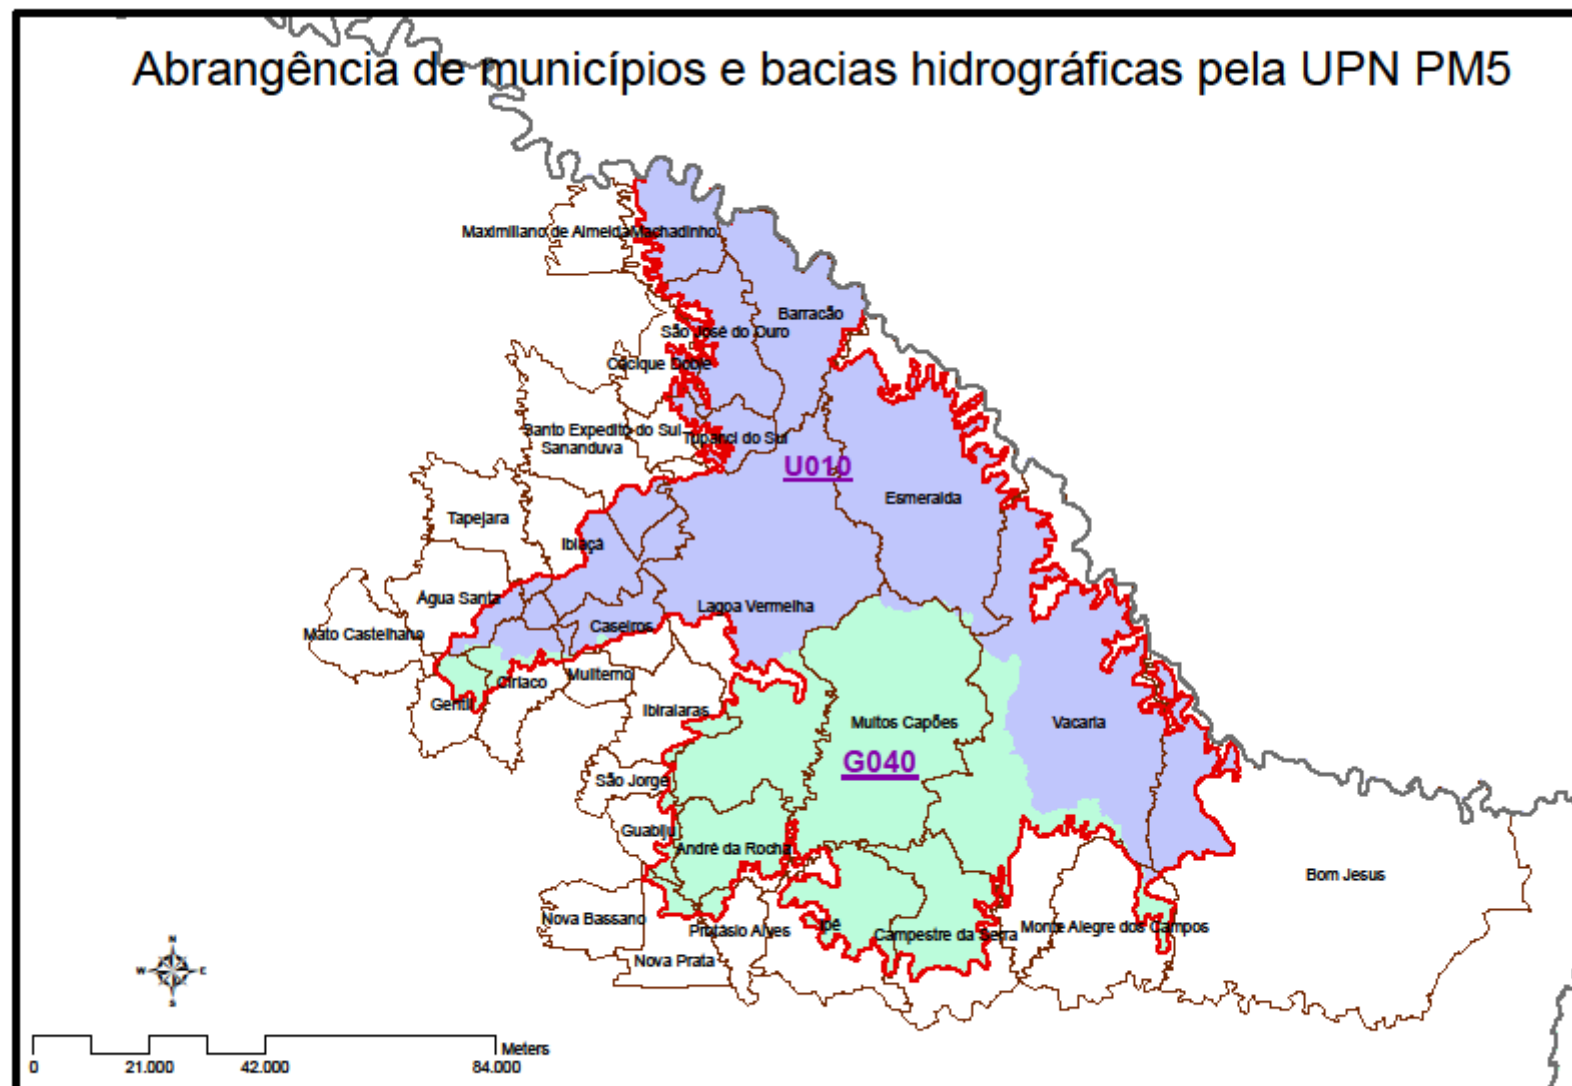 Abrangência de municípios e bacias hidrográficas pela UPN PM5
Maximiliano de Almeida
Machadinho
Barracão
São José do Ouro
Cacique Doble
Santo Expedito do Sul
Tupanci do Sul
Sananduva
U010
Esmeralda
Tapejara
Ibiaçá
Água Santa
Lagoa Vermelha
Caseiros
Mato Castelhano
Muliterno
Ciríaco
Gentil
Ibiraiaras
Muitos Capões
Vacaria
G040
São Jorge
Guabiju
André da Rocha
Bom Jesus
Nova Bassano
Protásio Alves
Ipê
Campestre da Serra
Monte Alegre dos Campos
Nova Prata
N
W E
S
Meters
0 21.000 42.000 84.000